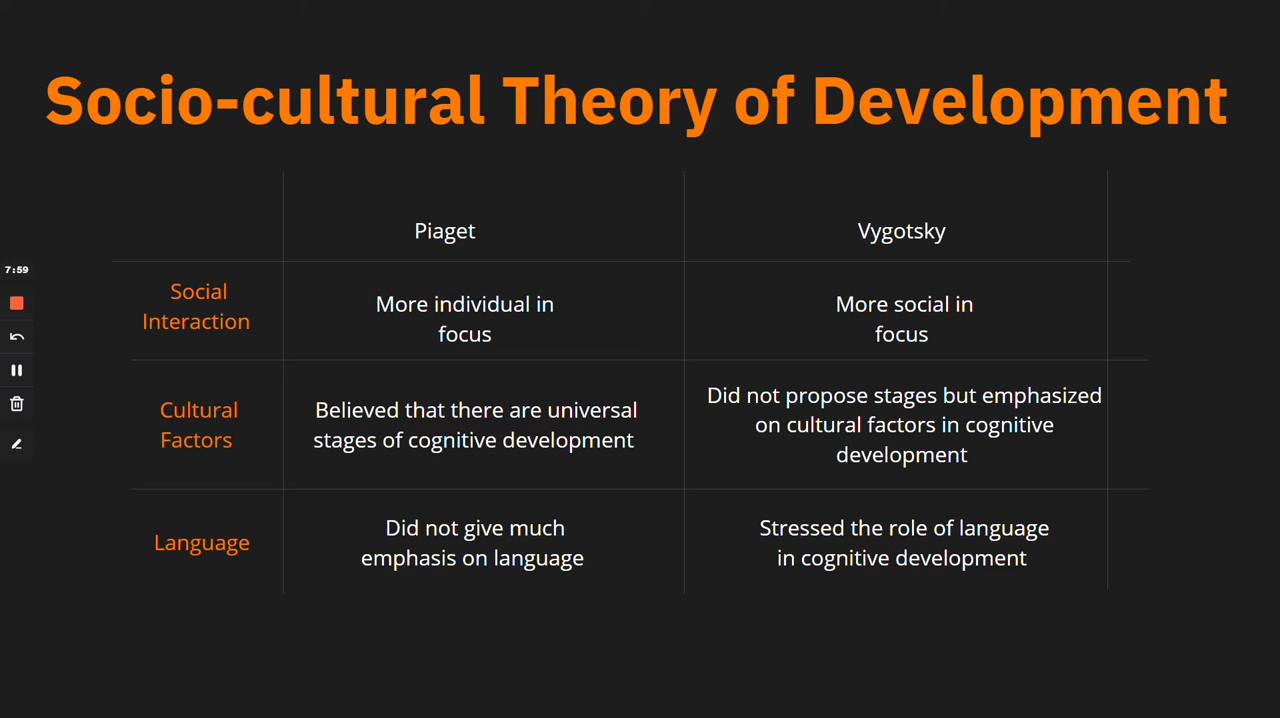 Socio-cultural Theory of Development
Piaget
Vygotsky
7:59
Social
Interaction
More individual in
focus
More social in
focus
Cultural
Factors
Believed that there are universal
stages of cognitive development
Did not propose stages but emphasized
on cultural factors in cognitive
development
Language
Did not give much
emphasis on language
Stressed the role of language
in cognitive development